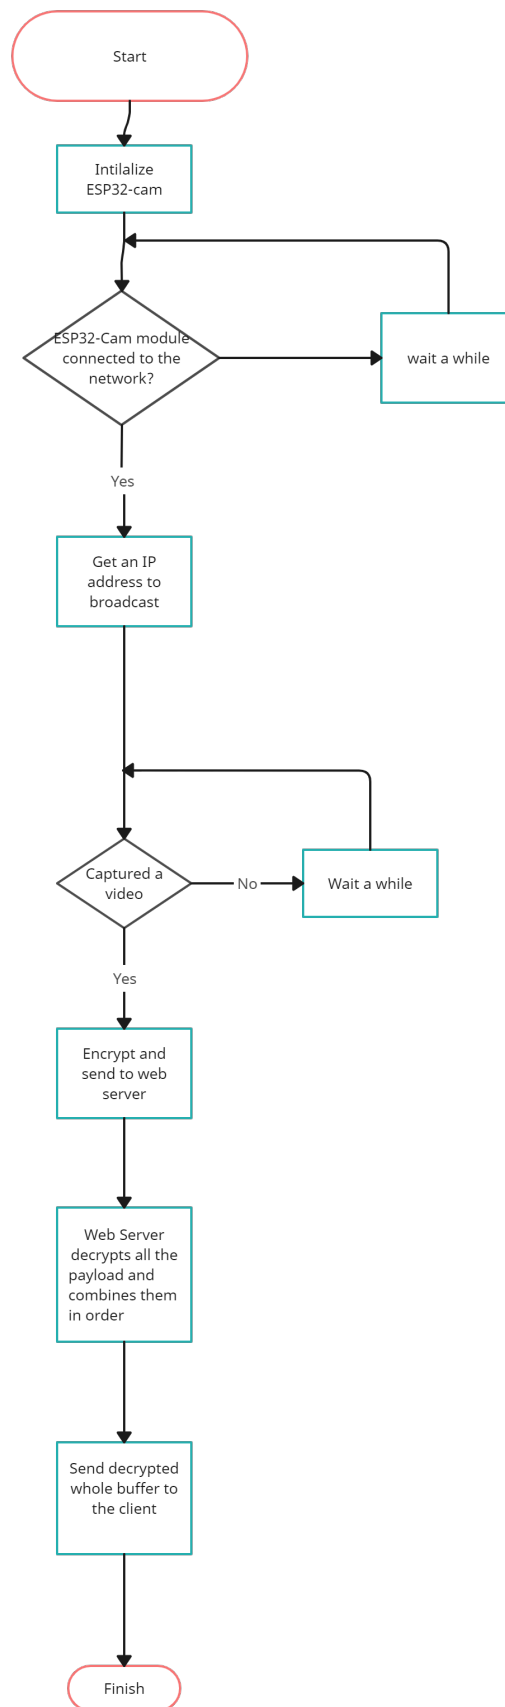 Start
Intilalize
ESP32-cam
ESP32-Cam module
connected to the
network?
wait a while
Yes
Get an IP
address to
broadcast
Captured a
video
No
Wait a while
Yes
Encrypt and
send to web
server
Web Server
decrypts all the
payload and
combines them
in order
Send decrypted
whole buffer to
the client
Finish